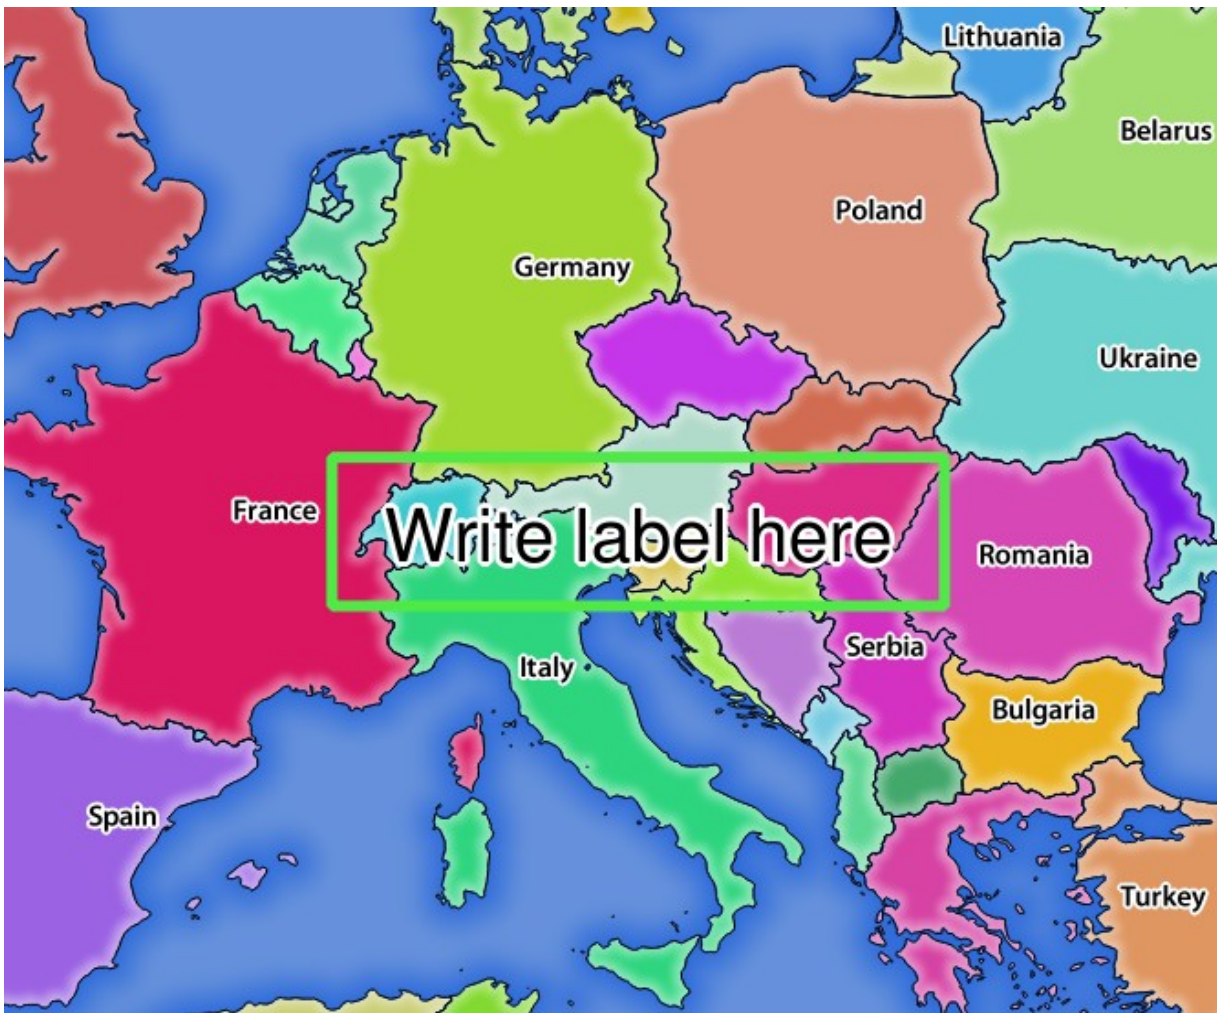 Lithuania
Belarus
Poland
Germany
Ukraine
France
Write label here
Romania
Serbia
Italy
Bulgaria
Spain
Turkey